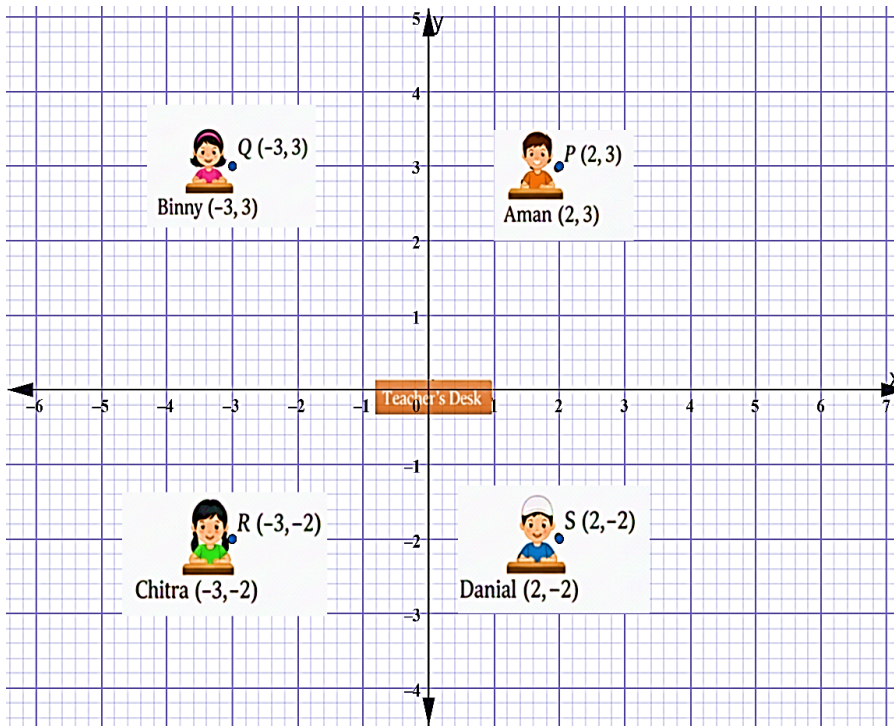 5
y
4
Q (–3, 3)
P (2, 3)
3
Binny (–3, 3)
Aman (2, 3)
2
1
x
Teacher's Desk
–6 –5 –4 –3 –2 –1 0 1 2 3 4 5 6 7
–1
R (–3, –2)
S (2, –2)
–2
Chitra (–3, –2)
Danial (2, –2)
–3
–4